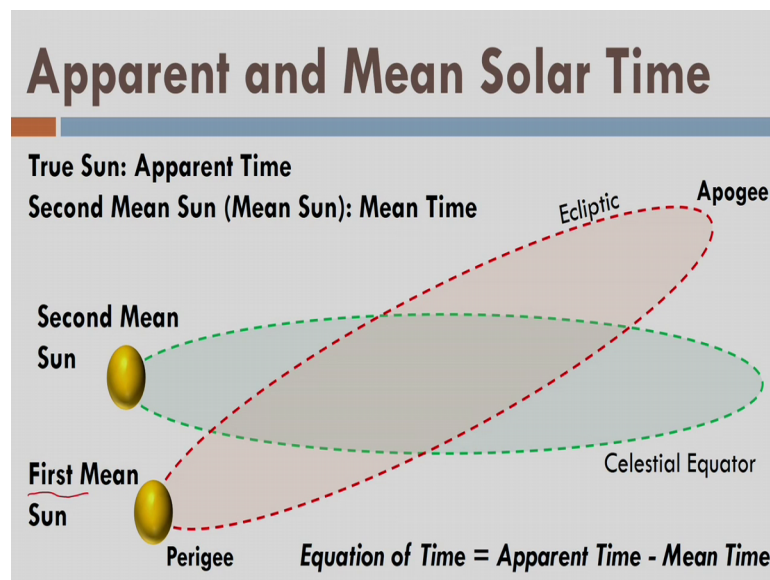 Apparent and Mean Solar Time
True Sun: Apparent Time
Second Mean Sun (Mean Sun): Mean Time
Ecliptic
Apogee
Second Mean
Sun
Celestial Equator
First Mean
Sun
Perigee
Equation of Time = Apparent Time - Mean Time